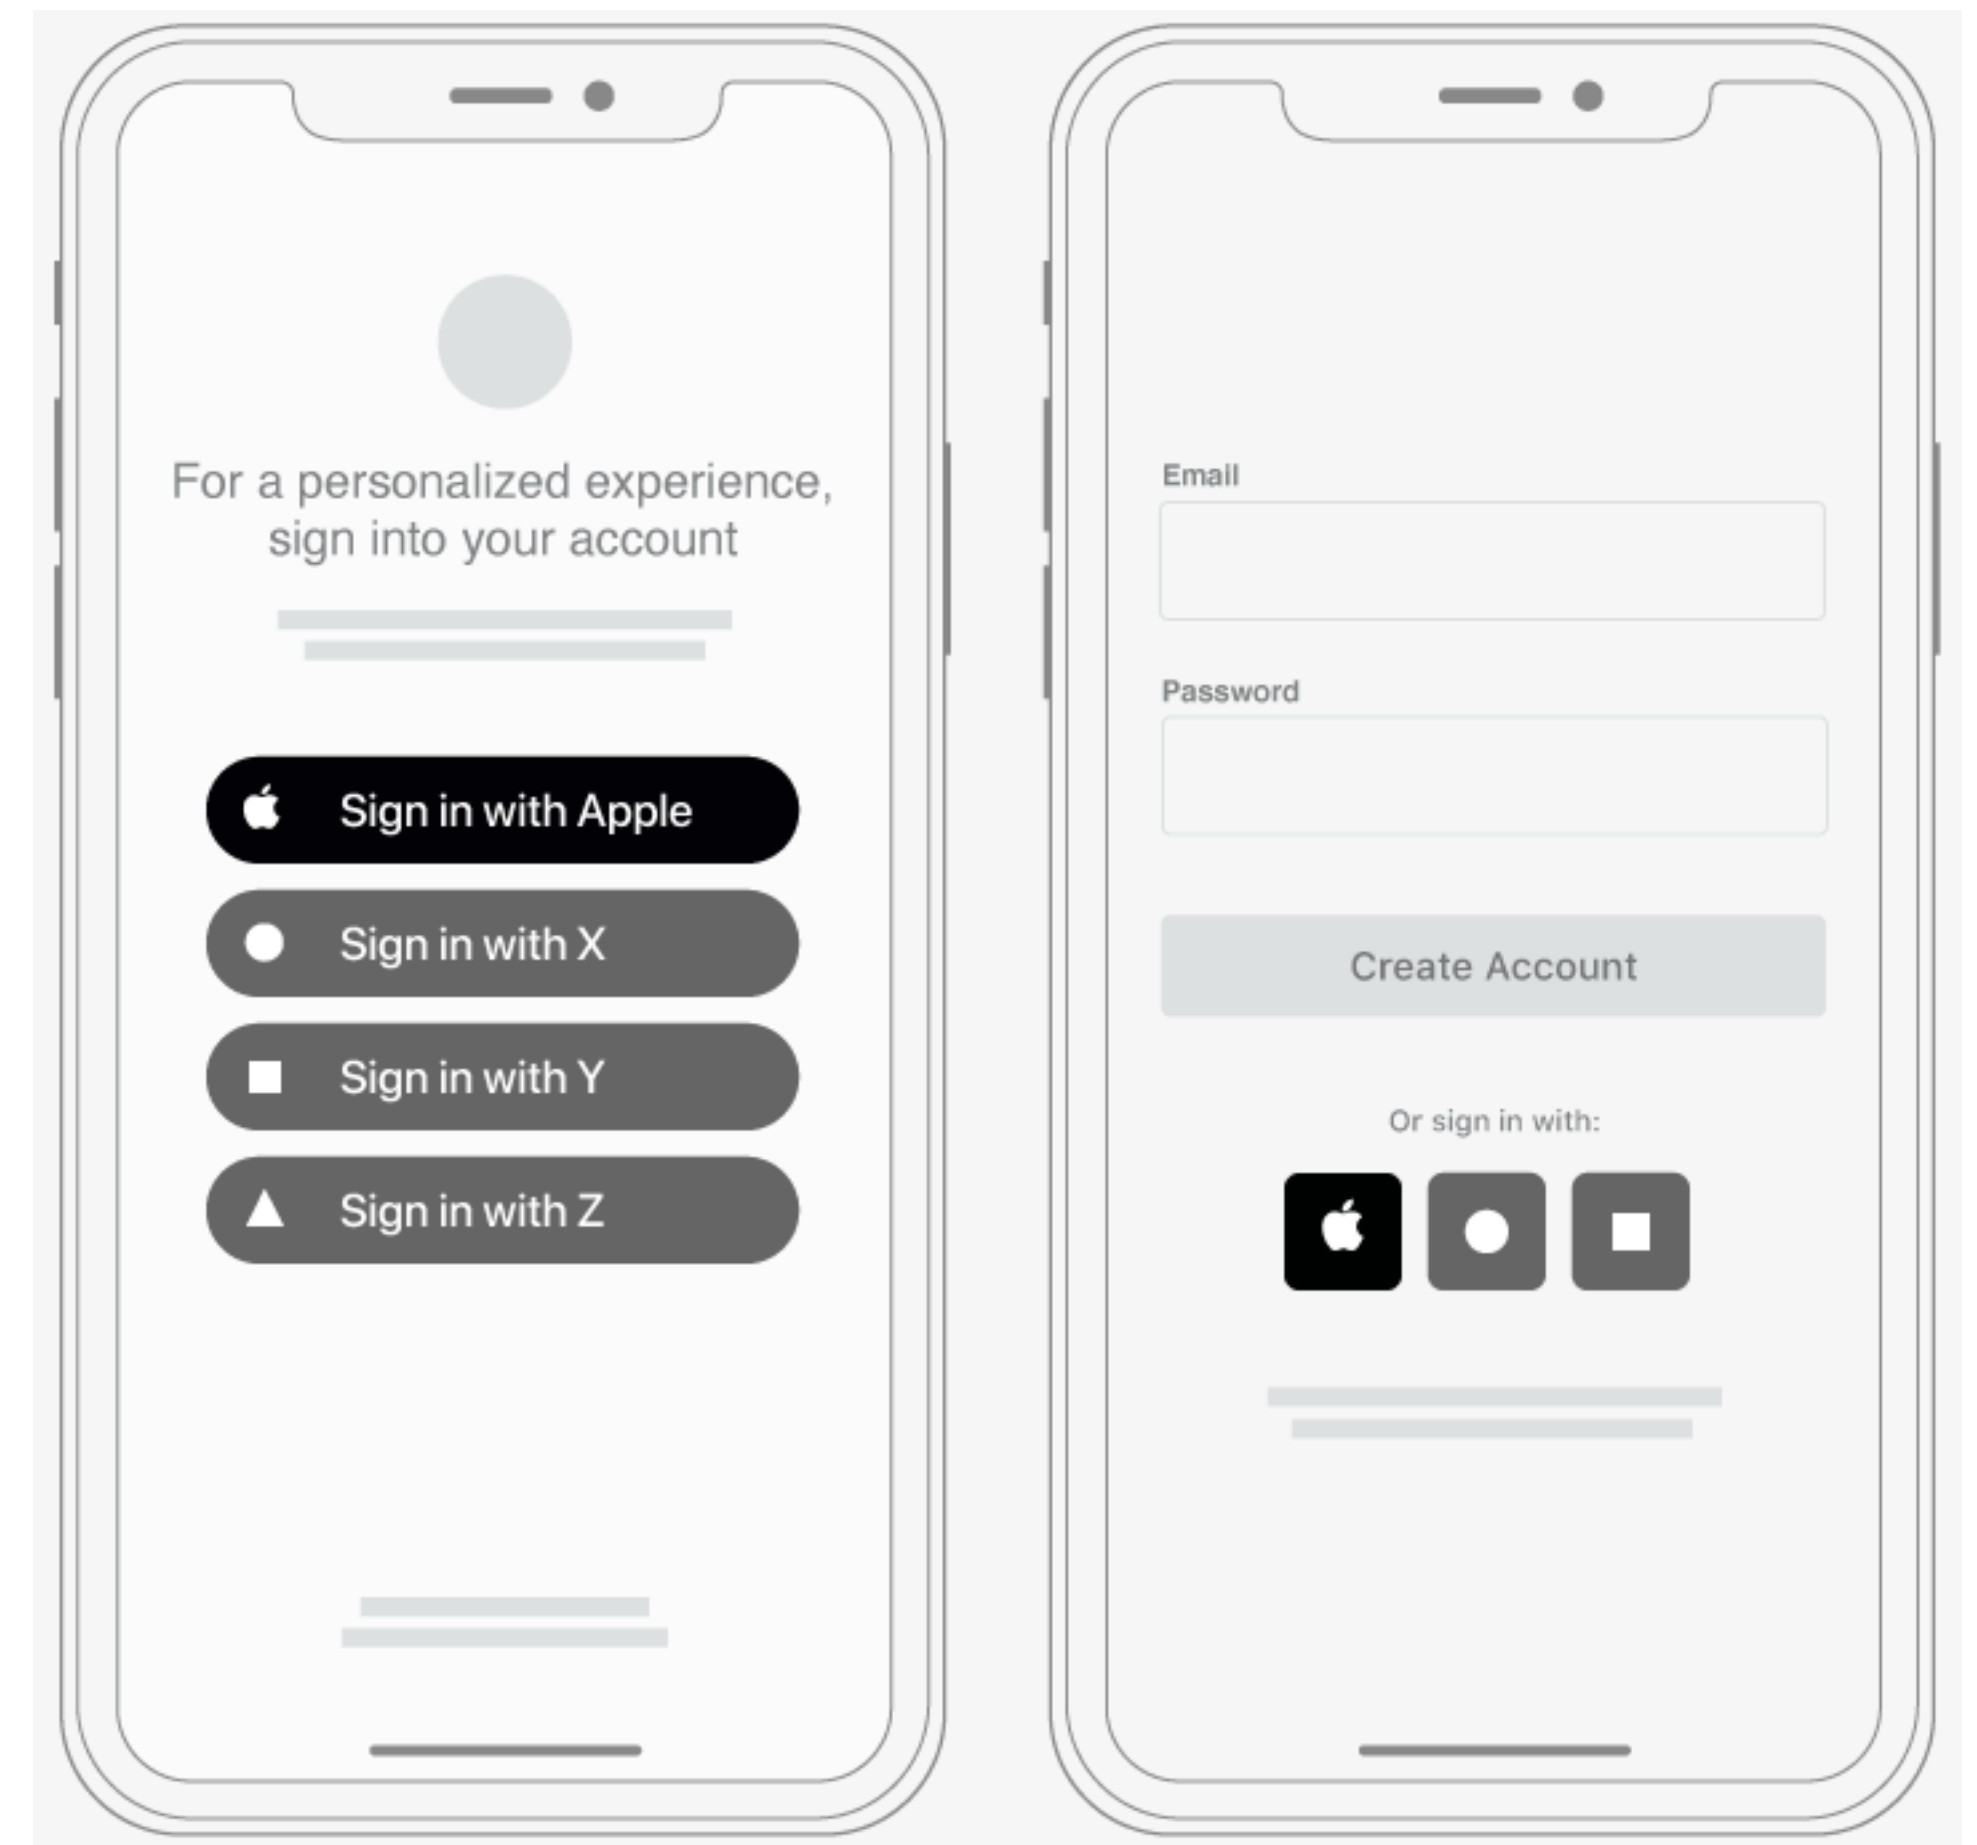 For a personalized experience,
sign into your account
Sign in with Apple
Sign in with X
Sign in with Y
Sign in with Z
Email
Password
Create Account
Or sign in with: